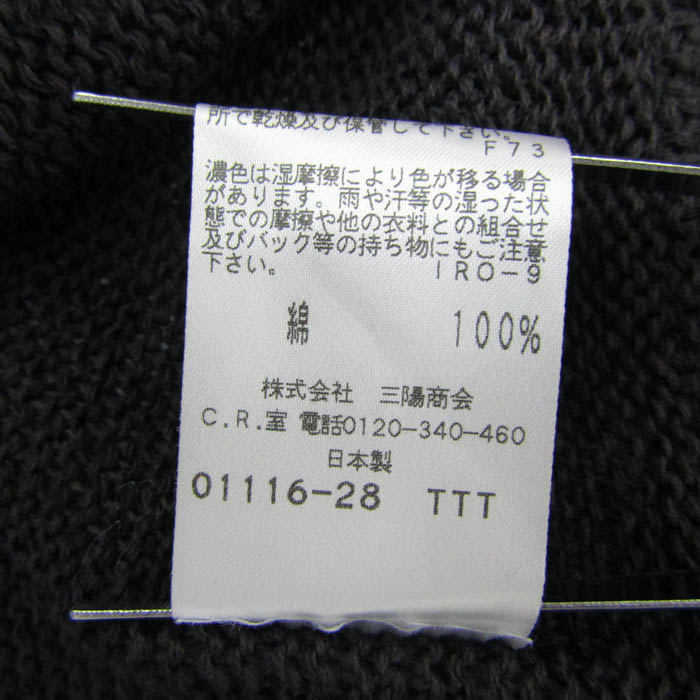 所で乾燥及び保管して下さい。
F73
濃色は湿摩擦により色が移る場合
があります。雨や汗等の湿った状
態での摩擦や他の衣料との組合せ
及びバック等の持ち物にもご注意
下さい。 IRO-9
綿 100%
株式会社 三陽商会
C.R.室 電話0120-340-460
日本製
01116-28 TTT